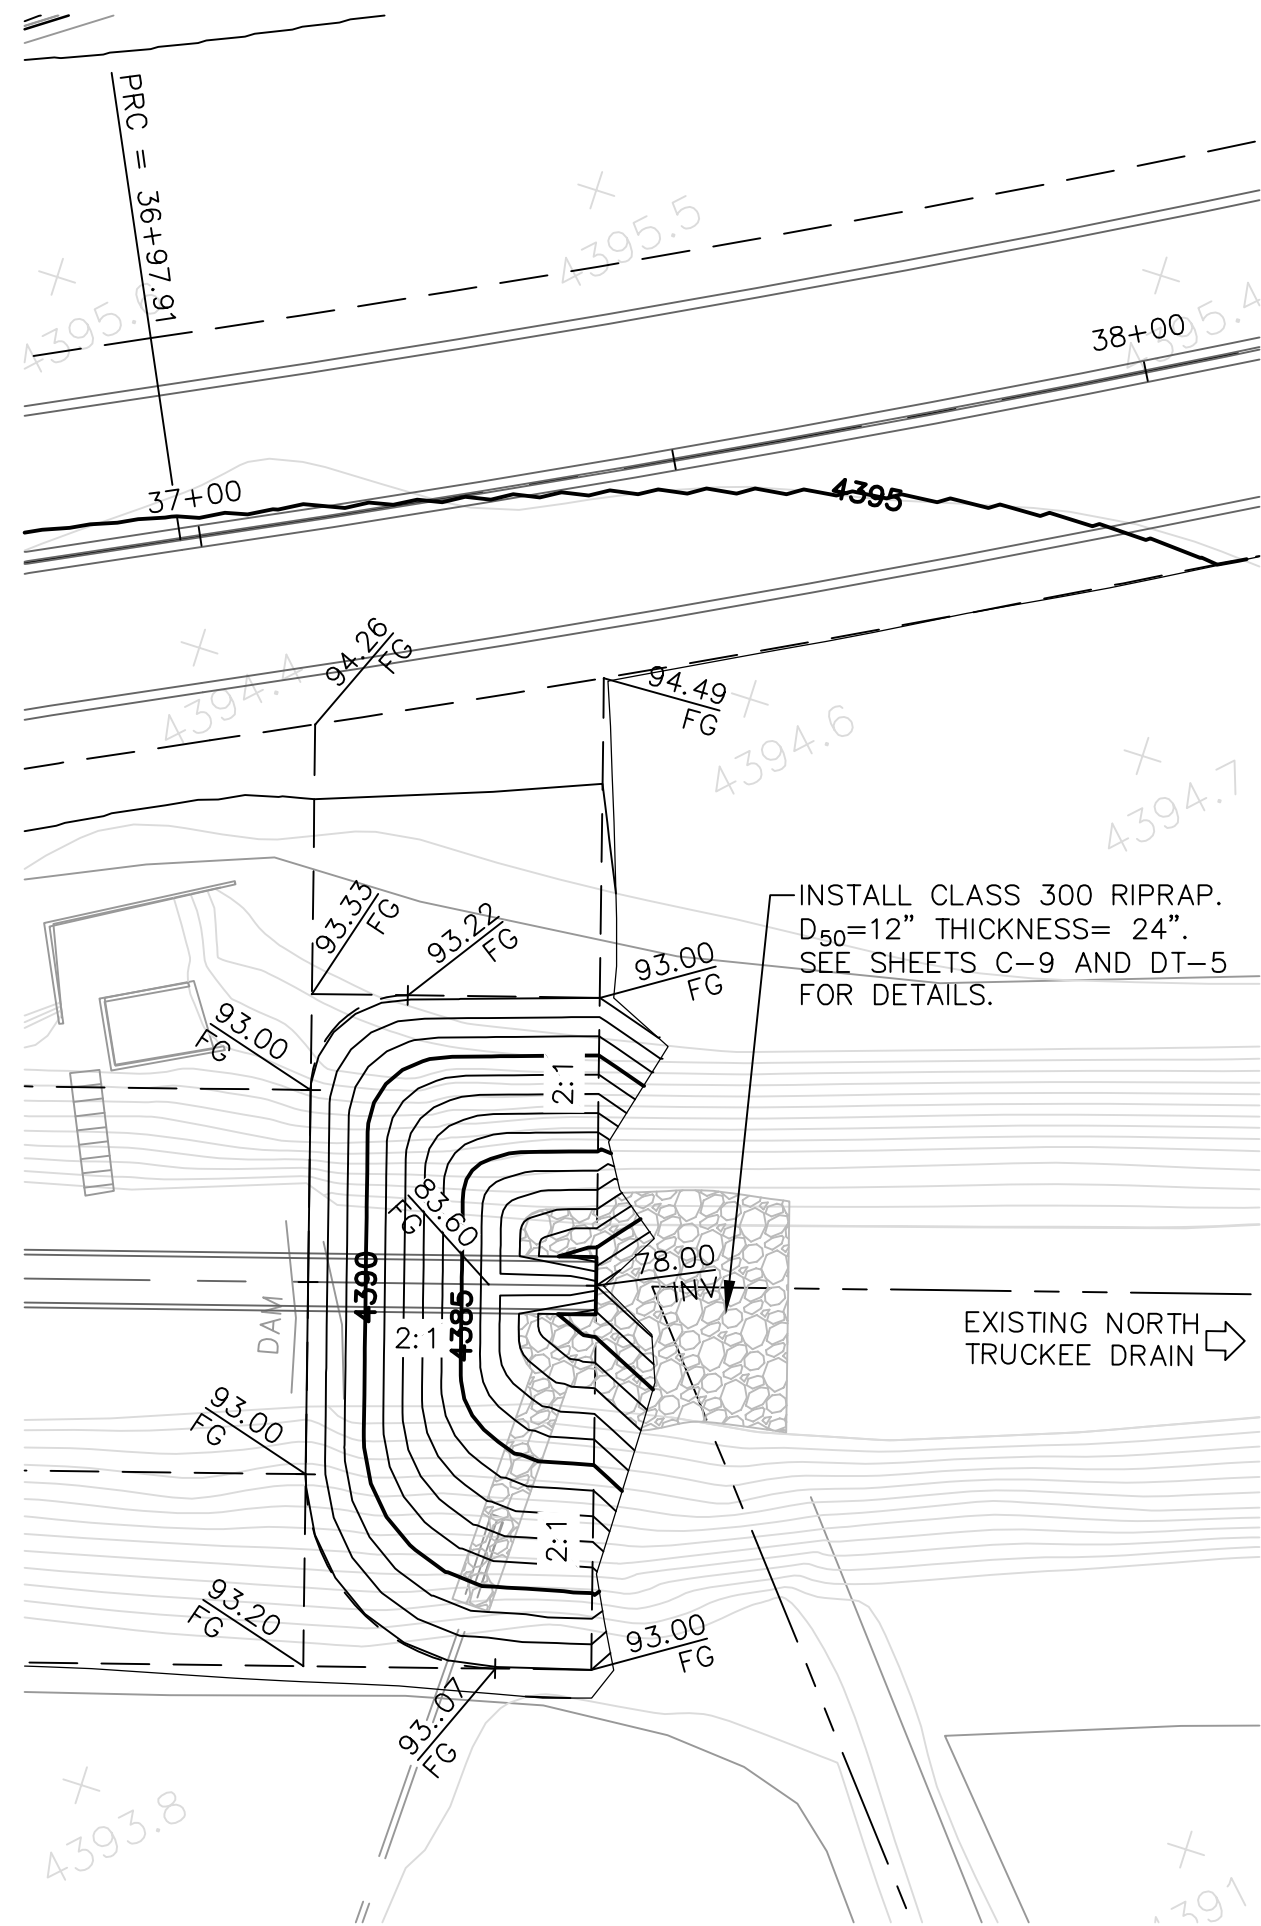 PRC = 36+97.91
4395.5
4395.6
4395.4
38+00
37+00
4395
94.26
FG
94.49
FG
4394.4
4394.6
4394.7
93.33
FG
93.22
FG
INSTALL CLASS 300 RIPRAP.
D50=12” THICKNESS= 24”.
SEE SHEETS C-9 AND DT-5
FOR DETAILS.
93.00
FG
93.00
FG
2:1
83.60
FG
78.00
INV
4390
4385
DAM
2:1
EXISTING NORTH
TRUCKEE DRAIN
93.00
FG
2:1
93.20
FG
93.00
FG
93.07
FG
4393.8
4391